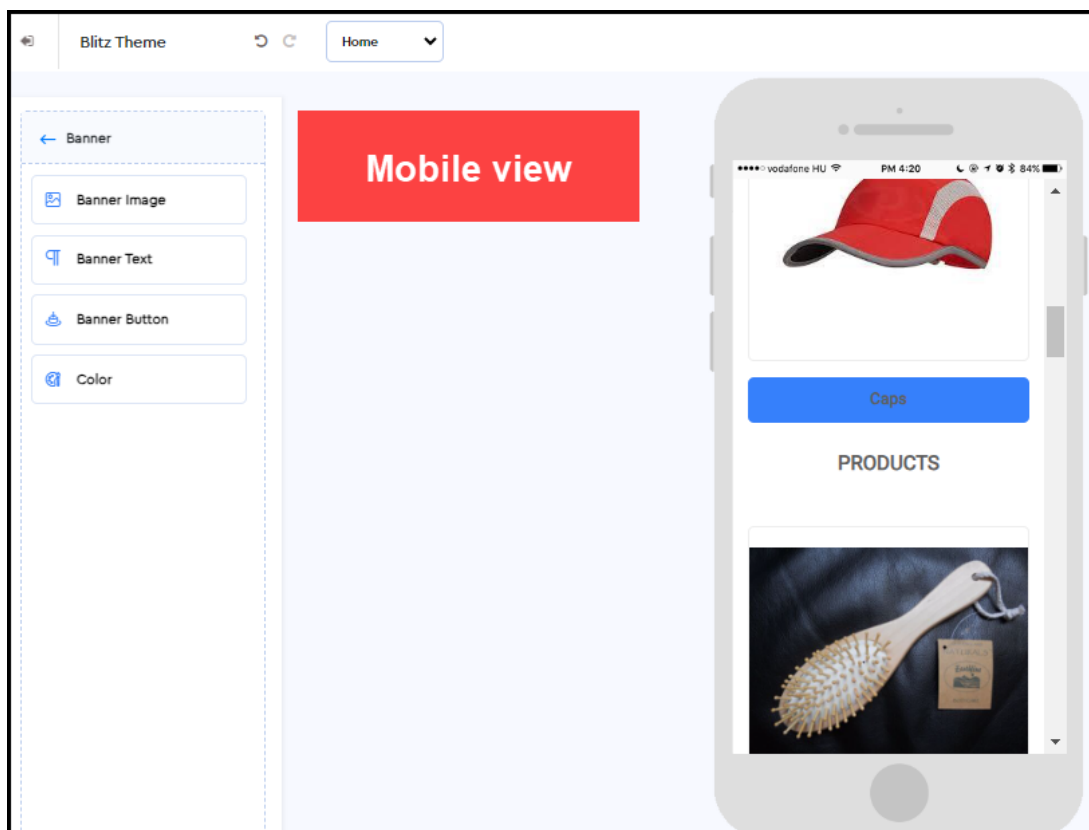 Blitz Theme
Home
Banner
Banner Image
Banner Text
Banner Button
Color
Mobile view
vodafone HU PM 4:20 84%
Caps
PRODUCTS